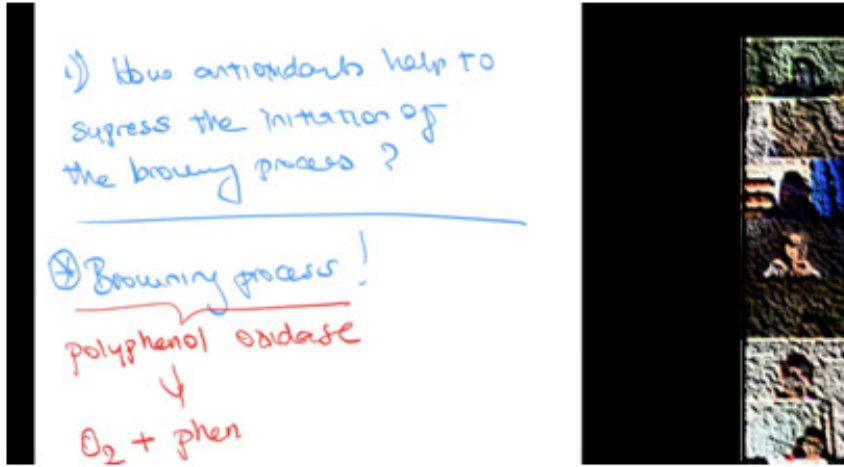 1) How antioxidants help to
supress the initiation of
the browning process ?
* Browning process !
polyphenol oxidase
↓
O₂ + phen